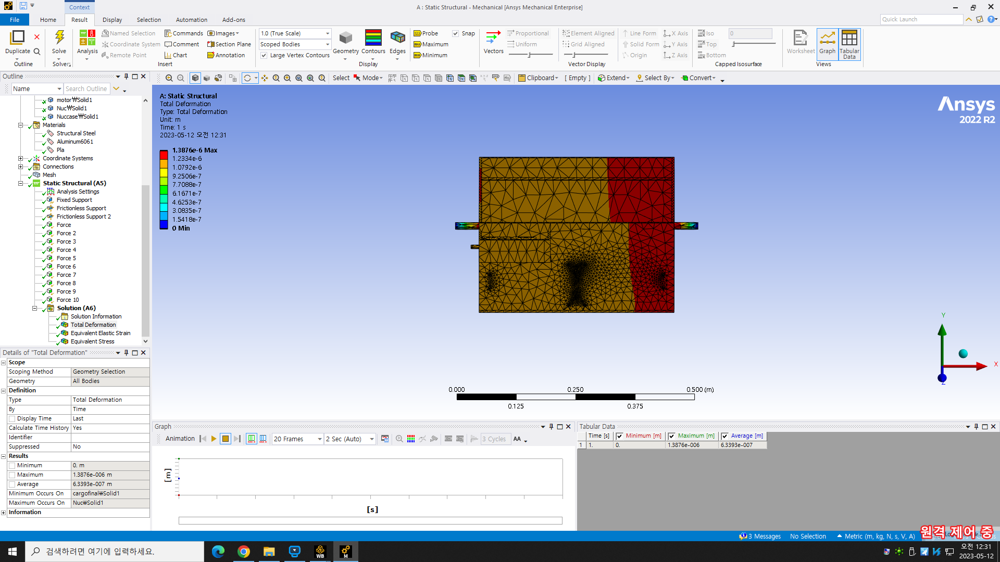 A : Static Structural - Mechanical [Ansys Mechanical Enterprise]
Context
File Home Result Display Selection Automation Add-ons
Quick Launch
Duplicate
Outline
Solve
Solver
Analysis
Named Selection
Coordinate System
Remote Point
Commands
Comment
Chart
Images
Section Plane
Annotation
Insert
1.0 (True Scale)
Scoped Bodies
Large Vertex Contours
Geometry
Contours
Edges
Display
Probe
Maximum
Minimum
Snap
Vectors
Proportional
Uniform
Element Aligned
Grid Aligned
Line Form
Solid Form
Origin
X Axis
Y Axis
Z Axis
Vector Display
Iso
Top
Bottom
0
Capped Isosurface
Worksheet
Graph
Tabular Data
Views
Outline
Name
Search Outline
Select Mode Clipboard [ Empty ] Extend Select By Convert
motor₩Solid1
Nuc₩Solid1
Nuccase₩Solid1
Materials
Structural Steel
Aluminum6061
Pla
Coordinate Systems
Connections
Mesh
Static Structural (A5)
Analysis Settings
Fixed Support
Frictionless Support
Frictionless Support 2
Force
Force 2
Force 3
Force 4
Force 5
Force 6
Force 7
Force 8
Force 9
Force 10
Solution (A6)
Solution Information
Total Deformation
Equivalent Elastic Strain
Equivalent Stress
A: Static Structural
Total Deformation
Type: Total Deformation
Unit: m
Time: 1 s
2023-05-12 오전 12:31
1.3876e-6 Max
1.2334e-6
1.0792e-6
9.2506e-7
7.7088e-7
6.1671e-7
4.6253e-7
3.0835e-7
1.5418e-7
0 Min
Ansys
2022 R2
Y
X
Z
0.000 0.250 0.500 (m)
0.125 0.375
Details of "Total Deformation"
Scope
Scoping Method Geometry Selection
Geometry All Bodies
Definition
Type Total Deformation
By Time
Display Time Last
Calculate Time History Yes
Identifier
Suppressed No
Results
Minimum 0. m
Maximum 1.3876e-006 m
Average 6.3393e-007 m
Minimum Occurs On cargofinal₩Solid1
Maximum Occurs On Nuc₩Solid1
Information
Graph
Animation 20 Frames 2 Sec (Auto) 3 Cycles AA
[m]
[s]
Tabular Data
Time [s] Minimum [m] Maximum [m] Average [m]
1 1. 0. 1.3876e-006 6.3393e-007
3 Messages No Selection Metric (m, kg, N, s, V, A)
원격 제어 중
검색하려면 여기에 입력하세요.
WB
M
오전 12:31
2023-05-12